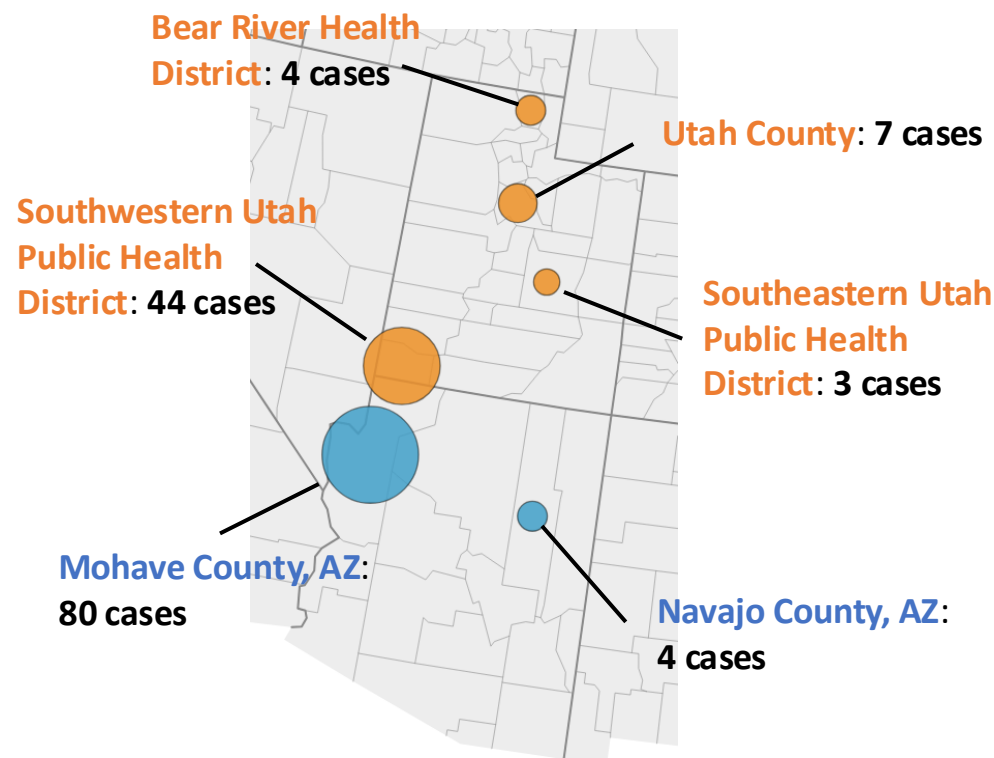 Bear River Health
District: 4 cases
Utah County: 7 cases
Southwestern Utah
Public Health
District: 44 cases
Southeastern Utah
Public Health
District: 3 cases
Mohave County, AZ:
80 cases
Navajo County, AZ:
4 cases